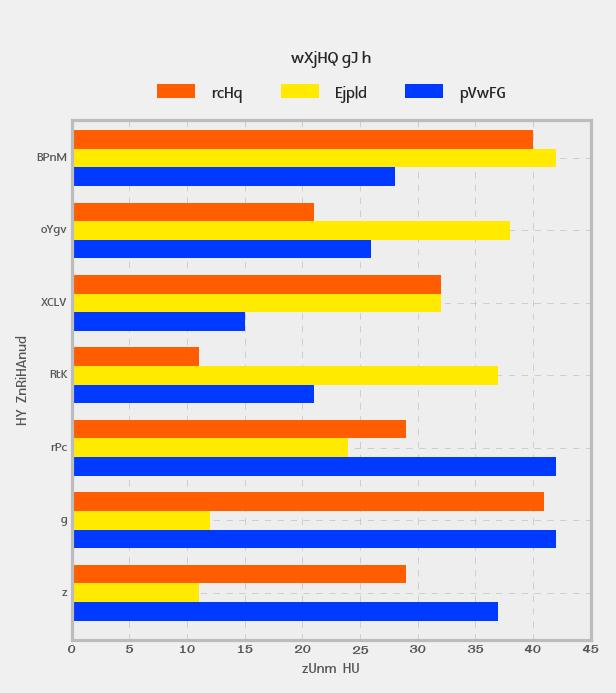 wXjHQ gJ h
rcHq Ejpld pVwFG
BPnM
oYgv
XCLV
RtK
rPc
g
z
HY ZnRiHAnud
0 5 10 15 20 25 30 35 40 45
zUnm HU